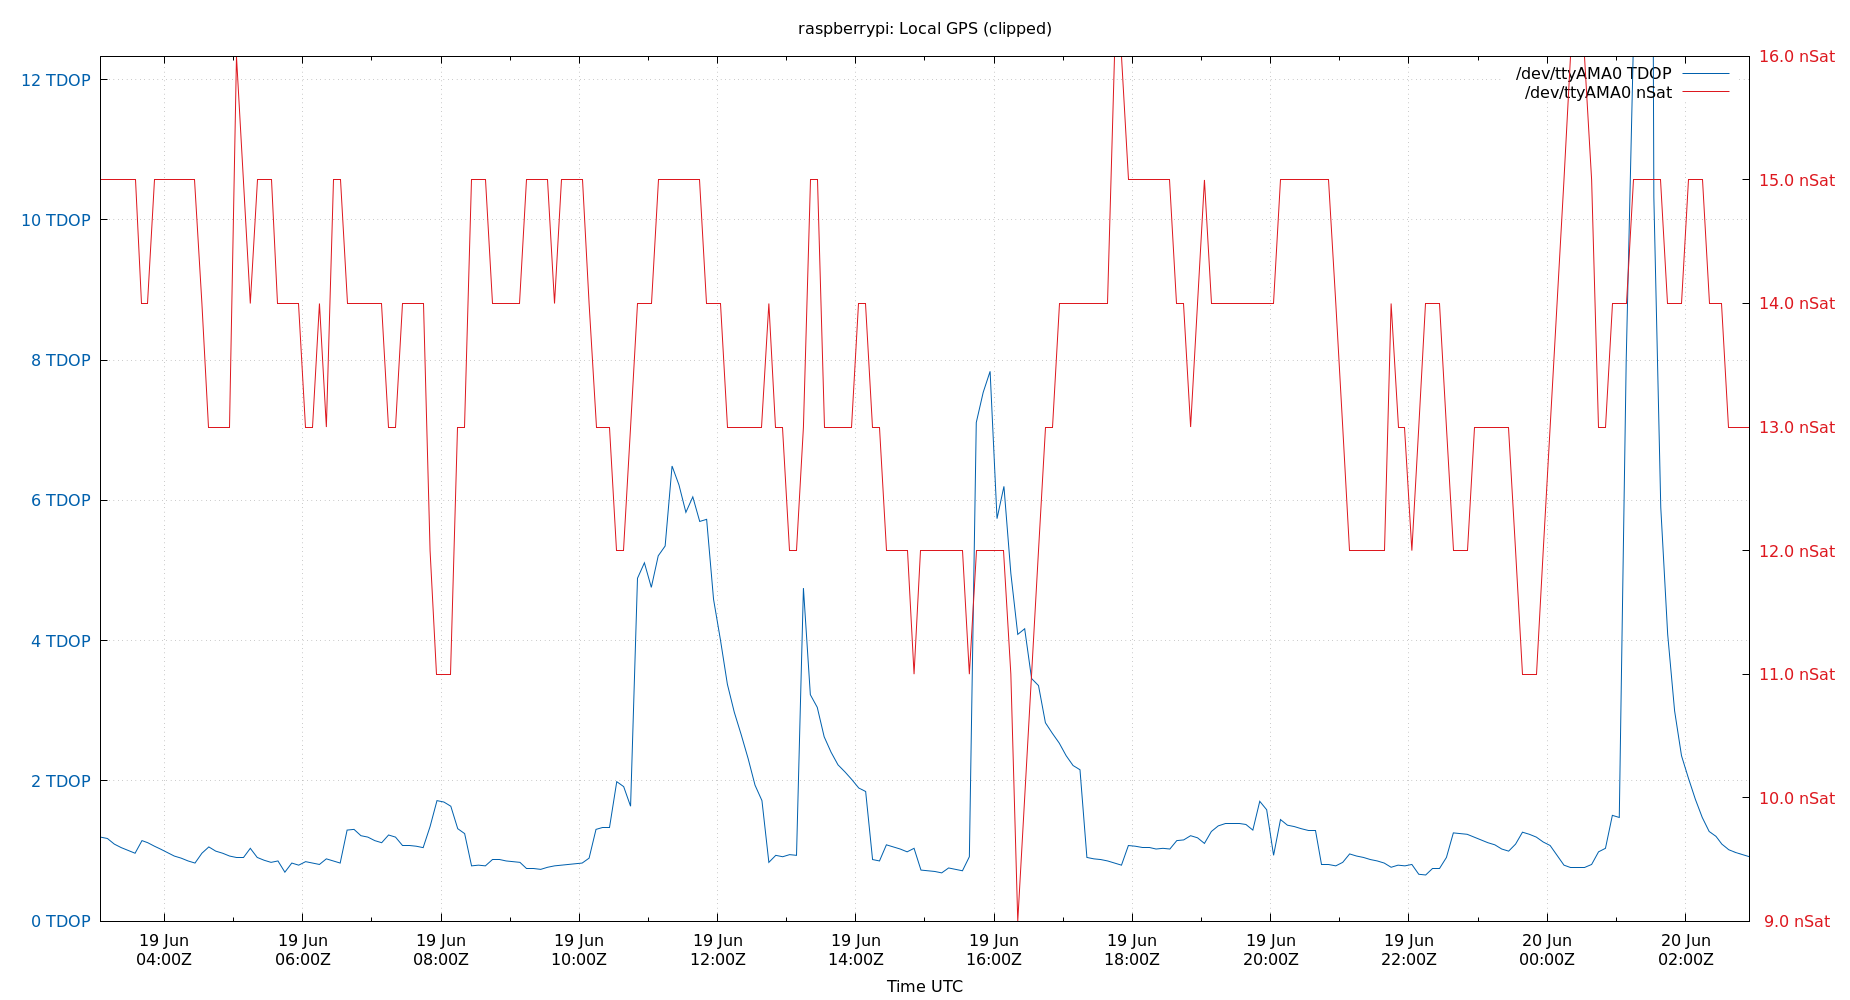 raspberrypi: Local GPS (clipped)
/dev/ttyAMA0 TDOP
/dev/ttyAMA0 nSat
12 TDOP
10 TDOP
8 TDOP
6 TDOP
4 TDOP
2 TDOP
0 TDOP
16.0 nSat
15.0 nSat
14.0 nSat
13.0 nSat
12.0 nSat
11.0 nSat
10.0 nSat
9.0 nSat
19 Jun
04:00Z
19 Jun
06:00Z
19 Jun
08:00Z
19 Jun
10:00Z
19 Jun
12:00Z
19 Jun
14:00Z
19 Jun
16:00Z
19 Jun
18:00Z
19 Jun
20:00Z
19 Jun
22:00Z
20 Jun
00:00Z
20 Jun
02:00Z
Time UTC